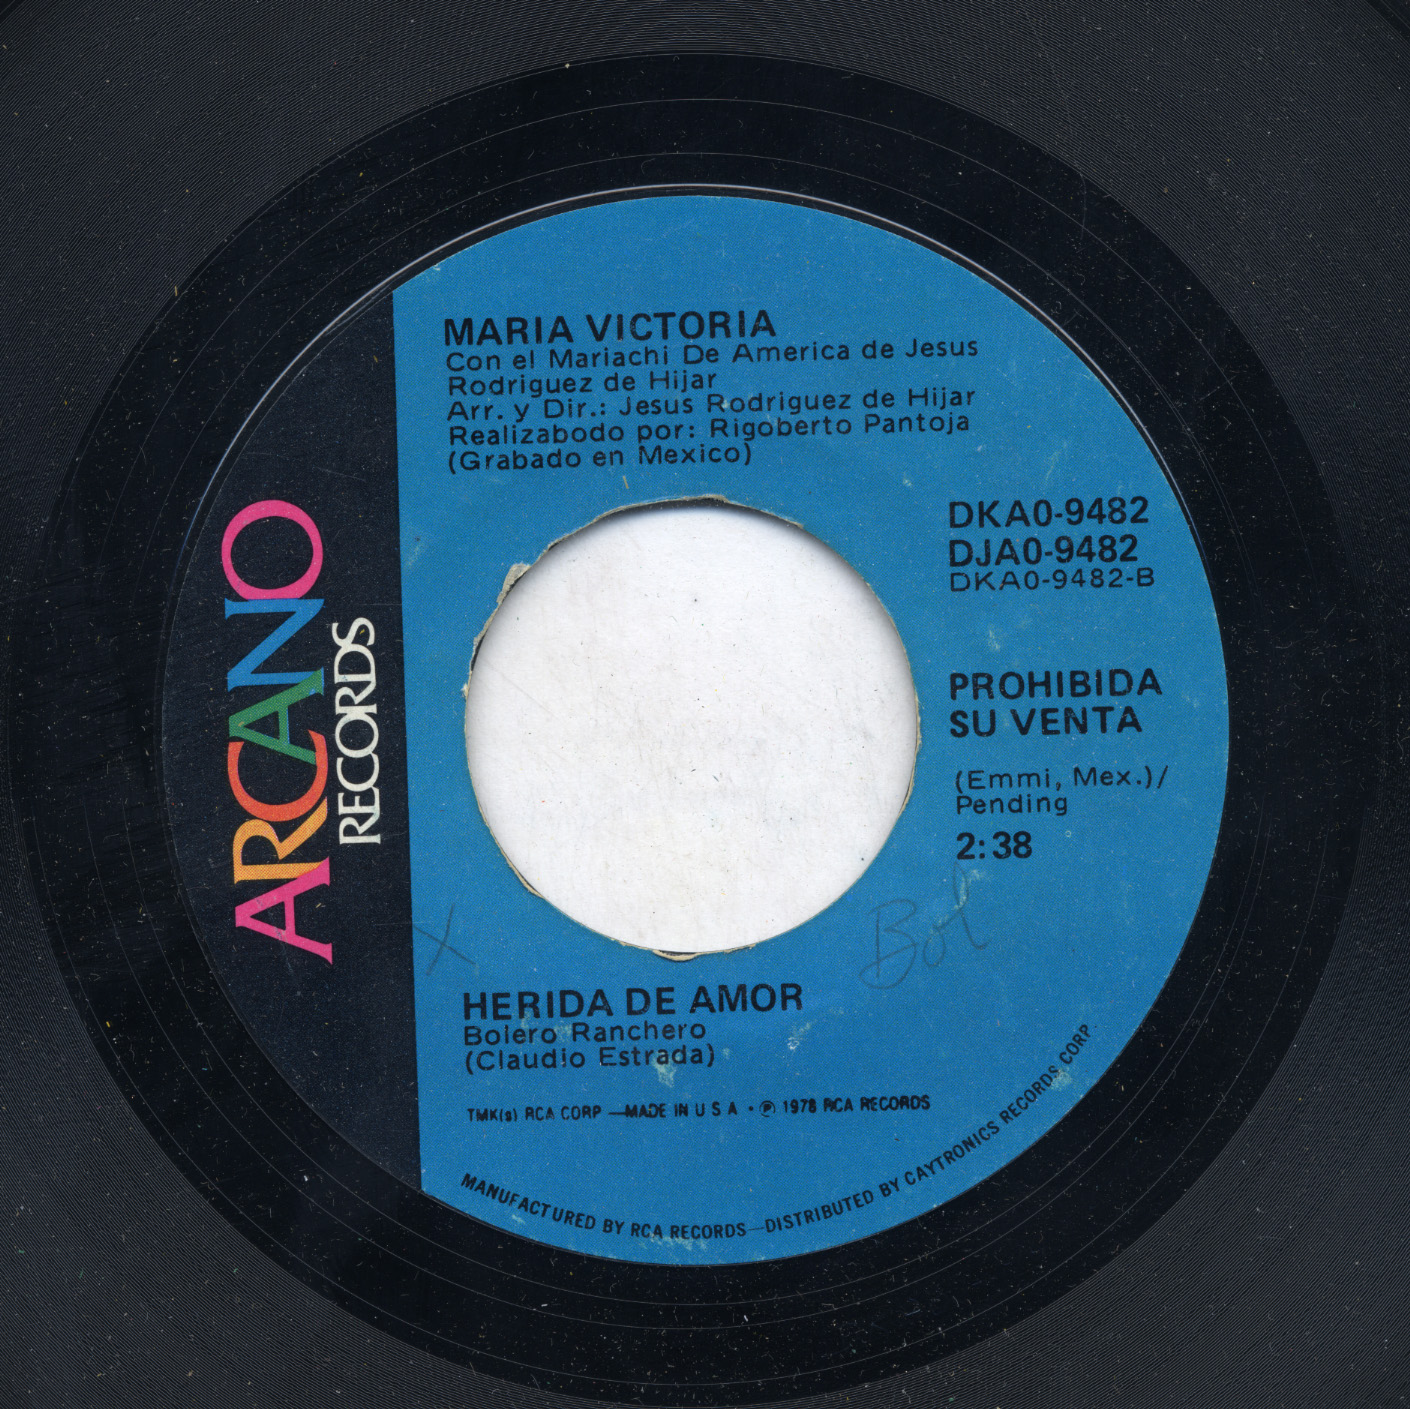 MARIA VICTORIA
Con el Mariachi De America de Jesus
Rodriguez de Hijar
Arr. y Dir.: Jesus Rodriguez de Hijar
Realizabodo por: Rigoberto Pantoja
(Grabado en Mexico)
ARCANO
RECORDS
DKA0-9482
DJA0-9482
DKA0-9482-B
PROHIBIDA
SU VENTA
(Emmi, Mex.)/
Pending
2:38
X
Bol
HERIDA DE AMOR
Bolero Ranchero
(Claudio Estrada)
TMK(s) RCA CORP —MADE IN U S A • ℗ 1978 RCA RECORDS
MANUFACTURED BY RCA RECORDS—DISTRIBUTED BY CAYTRONICS RECORDS CORP.